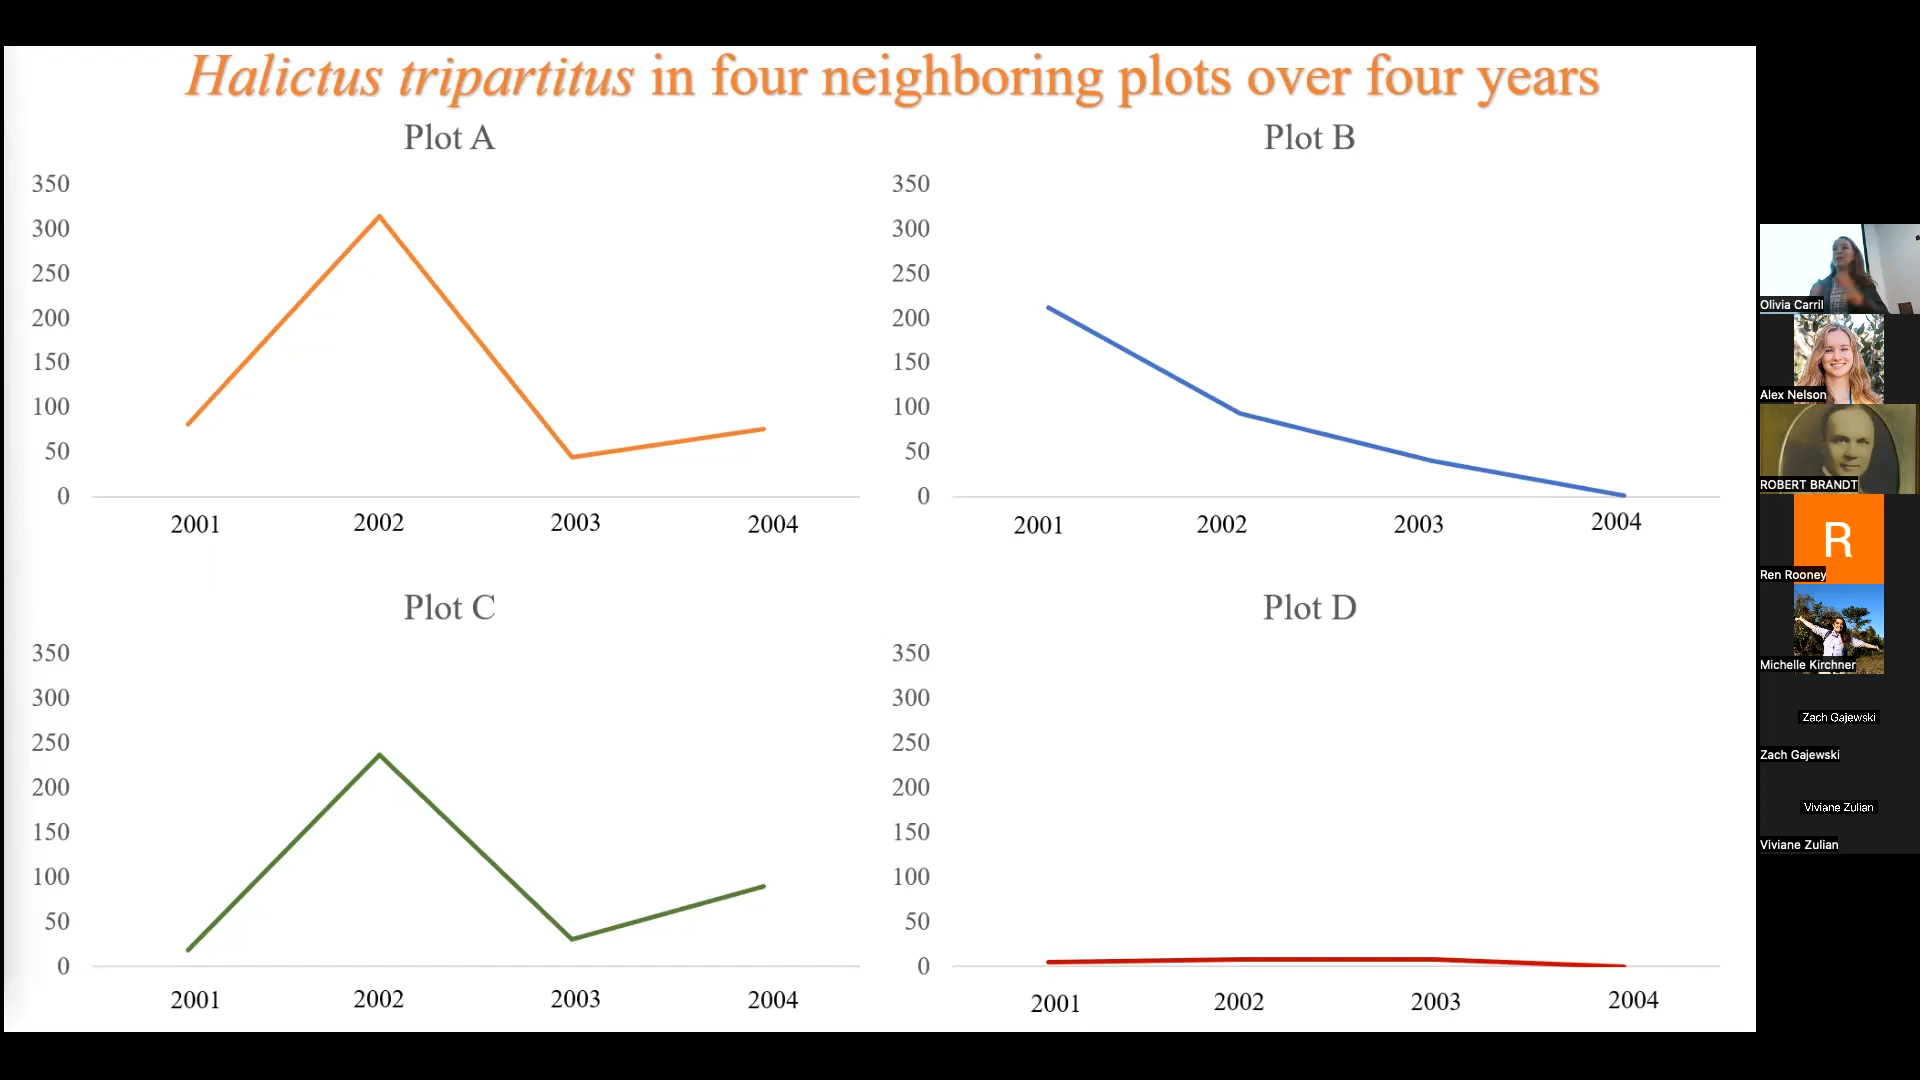 Halictus tripartitus in four neighboring plots over four years
Plot A
350
300
250
200
150
100
50
0
2001 2002 2003 2004
Plot B
350
300
250
200
150
100
50
0
2001 2002 2003 2004
Plot C
350
300
250
200
150
100
50
0
2001 2002 2003 2004
Plot D
350
300
250
200
150
100
50
0
2001 2002 2003 2004
Olivia Carril
Alex Nelson
ROBERT BRANDT
R
Ren Rooney
Michelle Kirchner
Zach Gajewski
Zach Gajewski
Viviane Zulian
Viviane Zulian